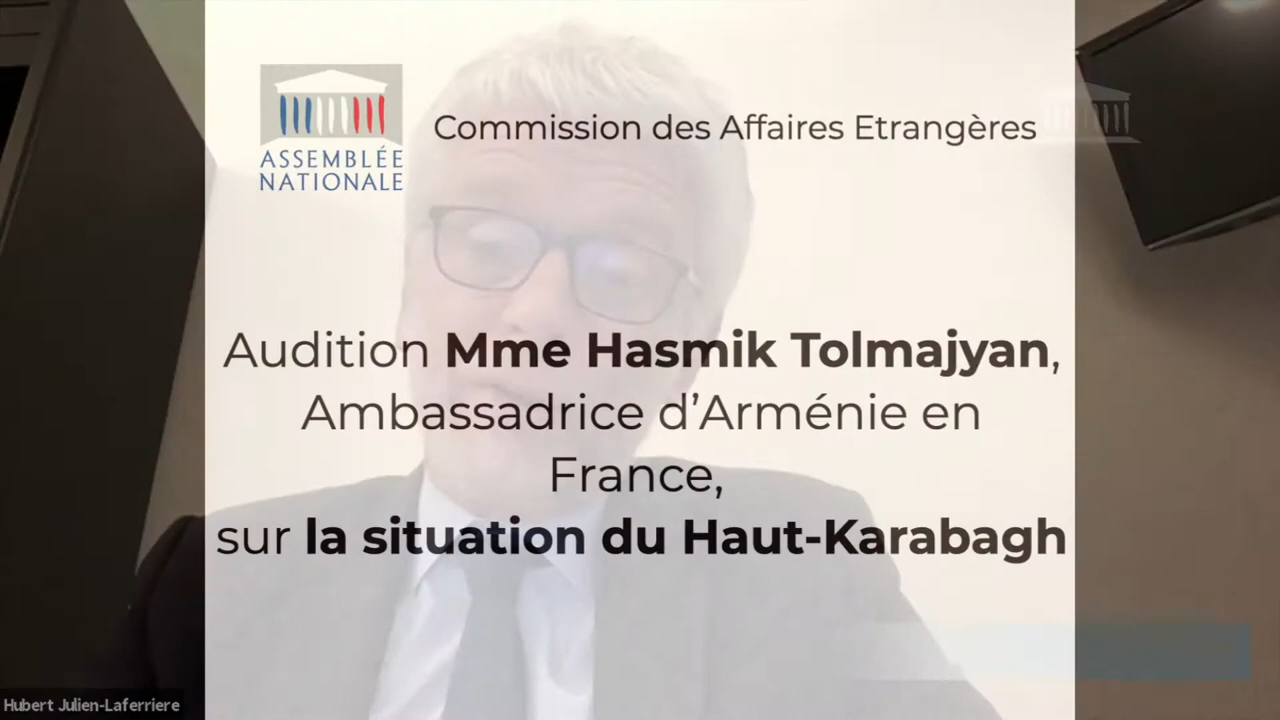 ASSEMBLÉE
NATIONALE
Commission des Affaires Etrangères
Audition Mme Hasmik Tolmajyan,
Ambassadrice d’Arménie en
France,
sur la situation du Haut-Karabagh
Hubert Julien-Laferriere